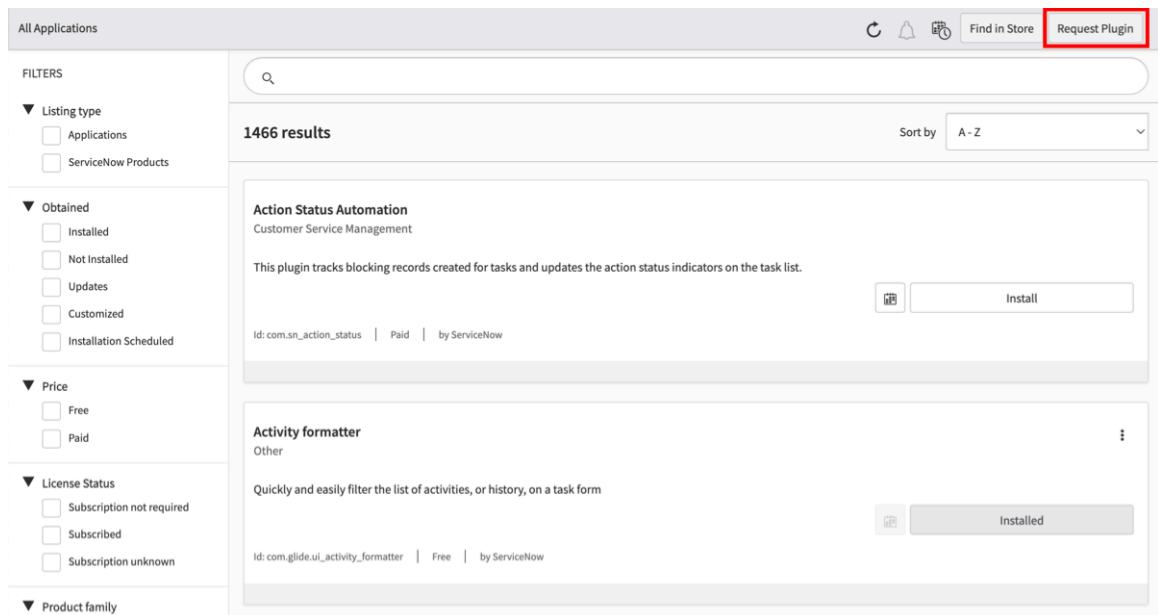 All Applications
Find in Store
Request Plugin
FILTERS
Listing type
Applications
ServiceNow Products
Obtained
Installed
Not Installed
Updates
Customized
Installation Scheduled
Price
Free
Paid
License Status
Subscription not required
Subscribed
Subscription unknown
Product family
1466 results
Sort by
A - Z
Action Status Automation
Customer Service Management
This plugin tracks blocking records created for tasks and updates the action status indicators on the task list.
Install
Id: com.sn_action_status | Paid | by ServiceNow
Activity formatter
Other
Quickly and easily filter the list of activities, or history, on a task form
Installed
Id: com.glide.ui_activity_formatter | Free | by ServiceNow